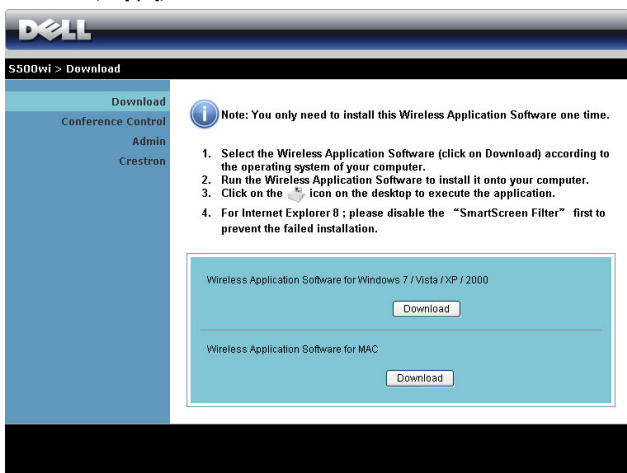 DELL
S500wi > Download
Download
Conference Control
Admin
Crestron
Note: You only need to install this Wireless Application Software one time.
1. Select the Wireless Application Software (click on Download) according to
the operating system of your computer.
2. Run the Wireless Application Software to install it onto your computer.
3. Click on the icon on the desktop to execute the application.
4. For Internet Explorer 8 ; please disable the “SmartScreen Filter” first to
prevent the failed installation.
Wireless Application Software for Windows 7 / Vista / XP / 2000
Download
Wireless Application Software for MAC
Download